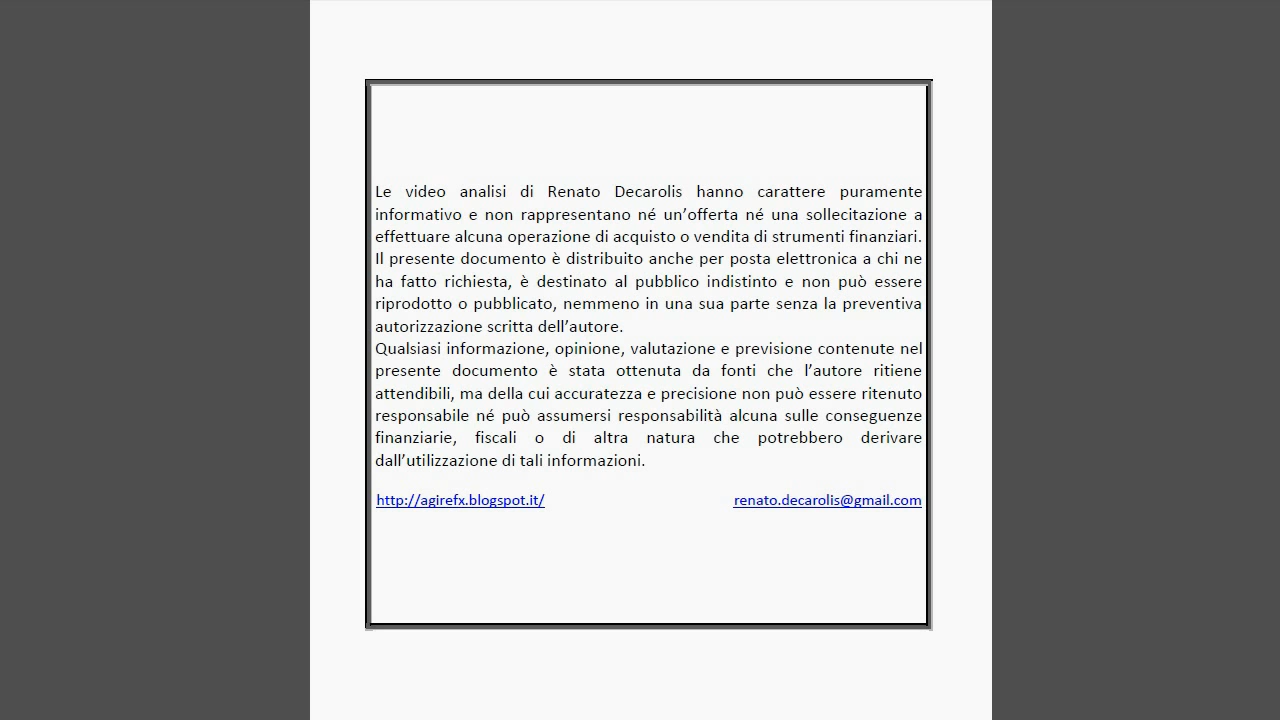 Le video analisi di Renato Decarolis hanno carattere puramente
informativo e non rappresentano né un’offerta né una sollecitazione a
effettuare alcuna operazione di acquisto o vendita di strumenti finanziari.
Il presente documento è distribuito anche per posta elettronica a chi ne
ha fatto richiesta, è destinato al pubblico indistinto e non può essere
riprodotto o pubblicato, nemmeno in una sua parte senza la preventiva
autorizzazione scritta dell’autore.
Qualsiasi informazione, opinione, valutazione e previsione contenute nel
presente documento è stata ottenuta da fonti che l’autore ritiene
attendibili, ma della cui accuratezza e precisione non può essere ritenuto
responsabile né può assumersi responsabilità alcuna sulle conseguenze
finanziarie, fiscali o di altra natura che potrebbero derivare
dall’utilizzazione di tali informazioni.
http://agirefx.blogspot.it/ renato.decarolis@gmail.com